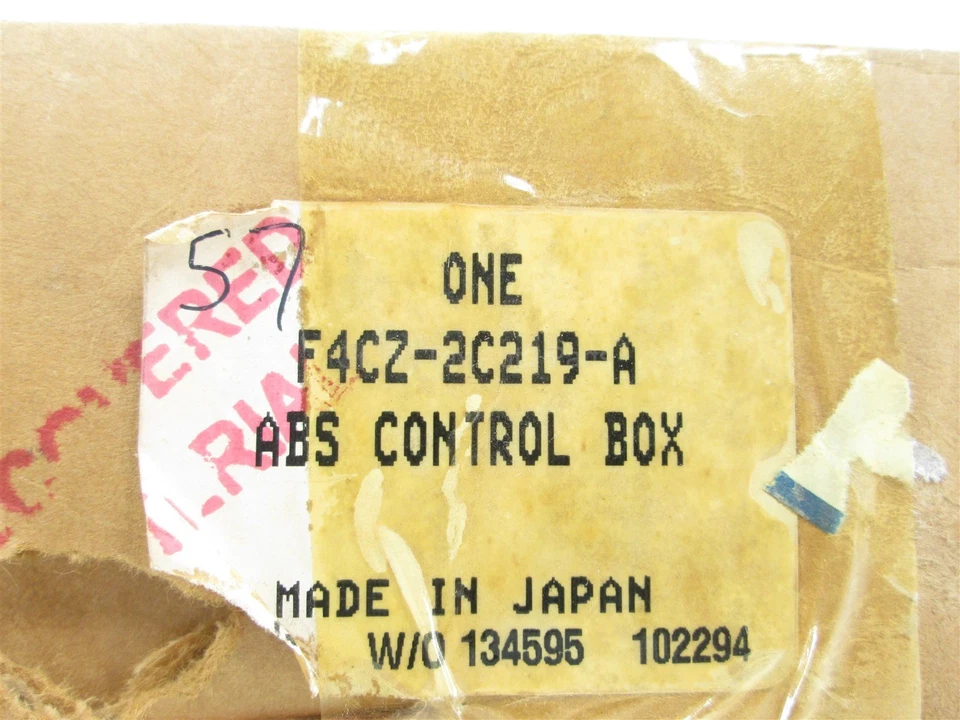 57
ONE
F4CZ-2C219-A
ABS CONTROL BOX
MADE IN JAPAN
W/O 134595 102294